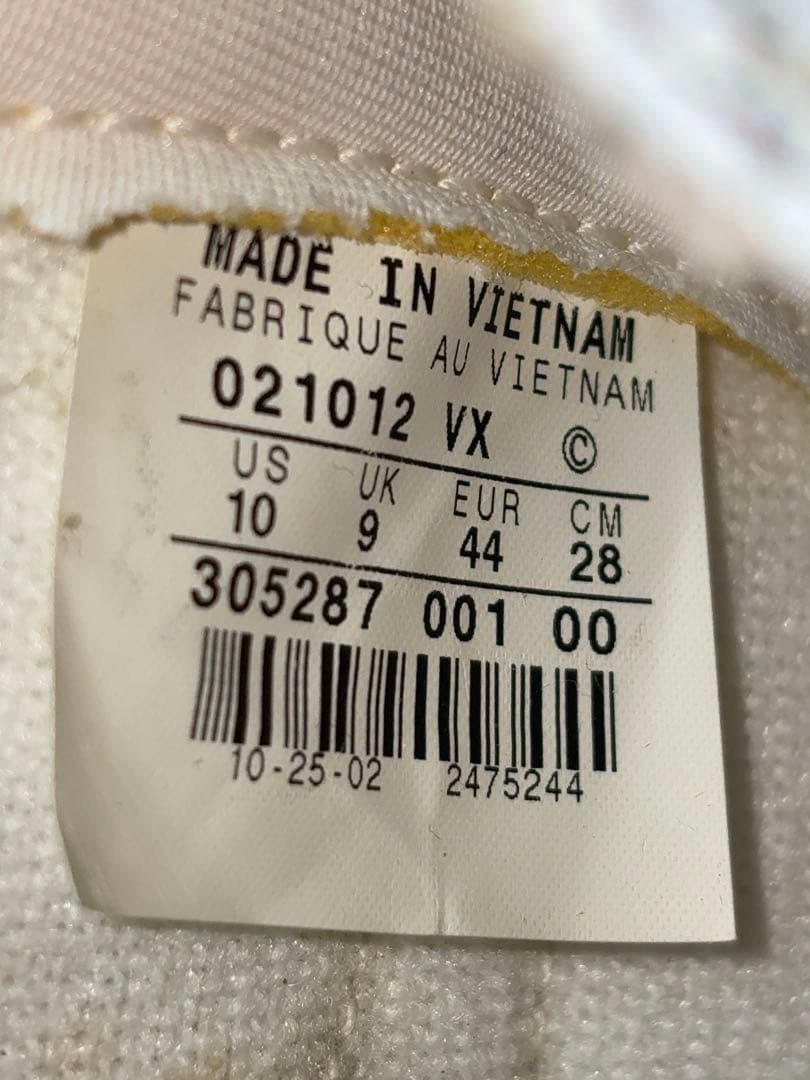 MADE IN VIETNAM
FABRIQUE AU VIETNAM
021012 VX ©
US UK EUR CM
10 9 44 28
305287 001 00
10-25-02 2475244